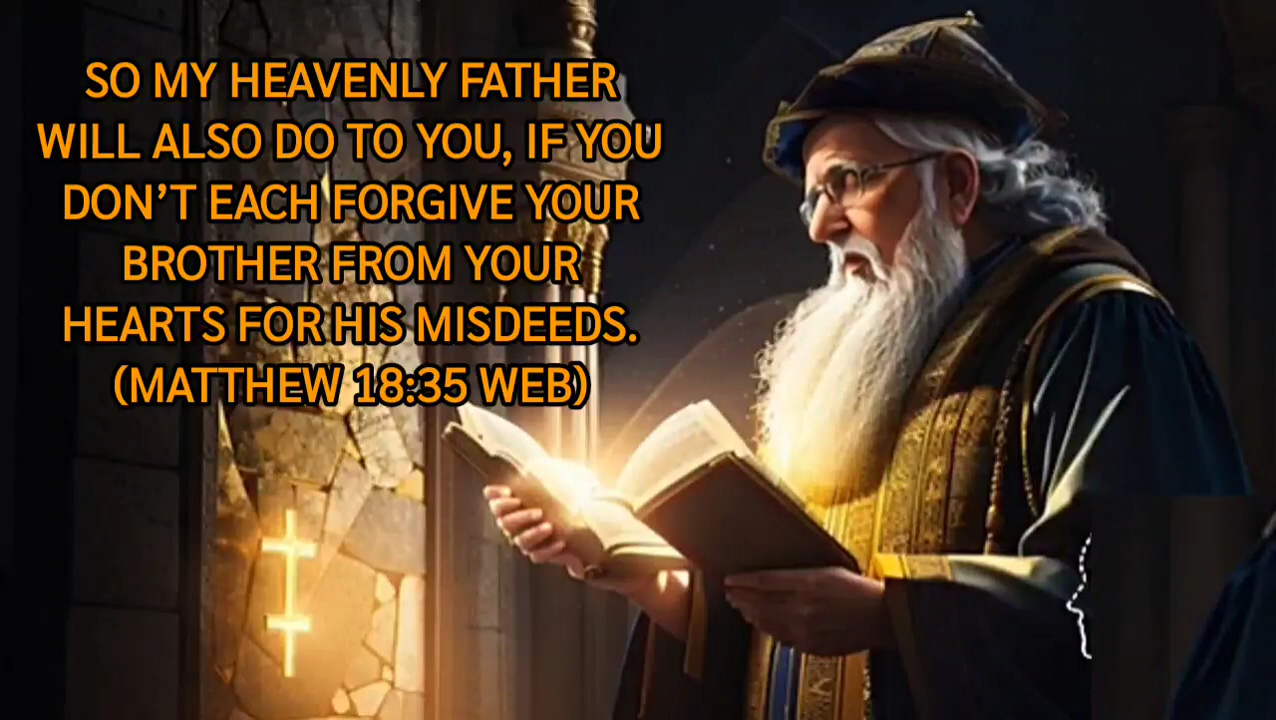 SO MY HEAVENLY FATHER
WILL ALSO DO TO YOU, IF YOU
DON’T EACH FORGIVE YOUR
BROTHER FROM YOUR
HEARTS FOR HIS MISDEEDS.
(MATTHEW 18:35 WEB)